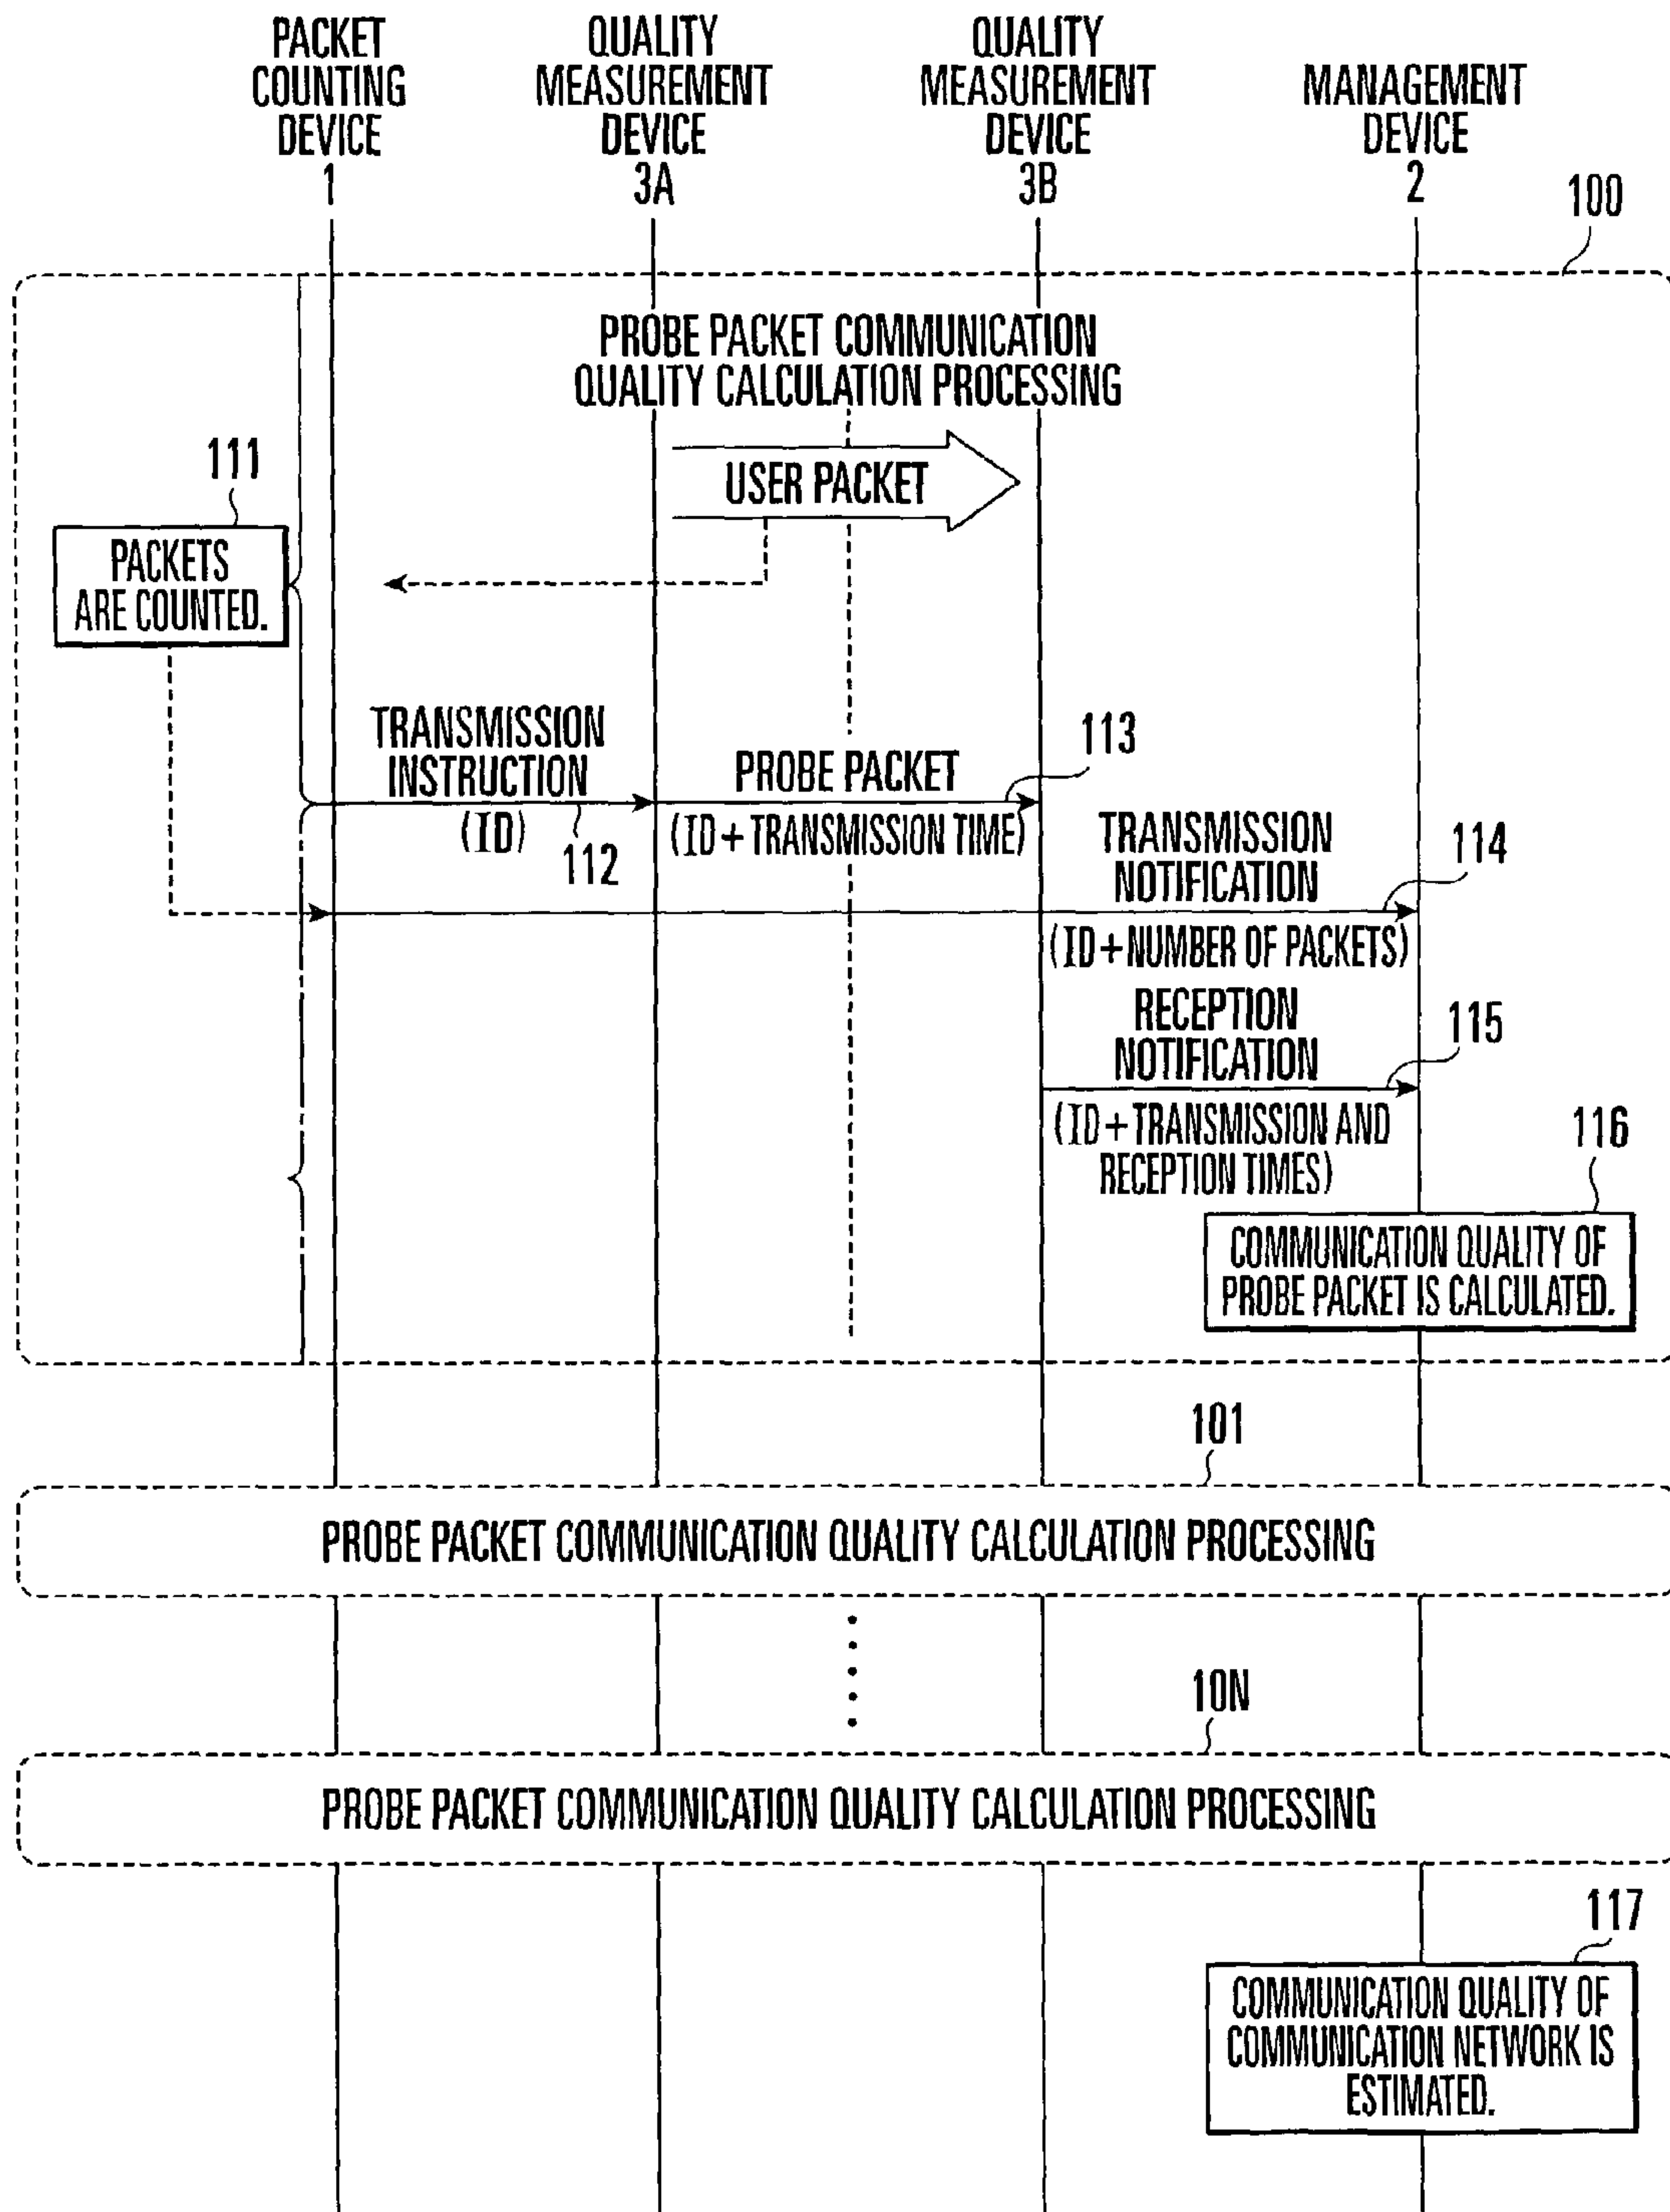 PACKET
COUNTING
DEVICE
1
QUALITY
MEASUREMENT
DEVICE
3A
QUALITY
MEASUREMENT
DEVICE
3B
MANAGEMENT
DEVICE
2
100
PROBE PACKET COMMUNICATION
QUALITY CALCULATION PROCESSING
111
USER PACKET
PACKETS
ARE COUNTED.
TRANSMISSION
INSTRUCTION
(ID)
112
PROBE PACKET
113
(ID+TRANSMISSION TIME)
TRANSMISSION
NOTIFICATION
114
(ID+NUMBER OF PACKETS)
RECEPTION
NOTIFICATION
115
(ID+TRANSMISSION AND
RECEPTION TIMES)
116
COMMUNICATION QUALITY OF
PROBE PACKET IS CALCULATED.
101
PROBE PACKET COMMUNICATION QUALITY CALCULATION PROCESSING
10N
PROBE PACKET COMMUNICATION QUALITY CALCULATION PROCESSING
117
COMMUNICATION QUALITY OF
COMMUNICATION NETWORK IS
ESTIMATED.